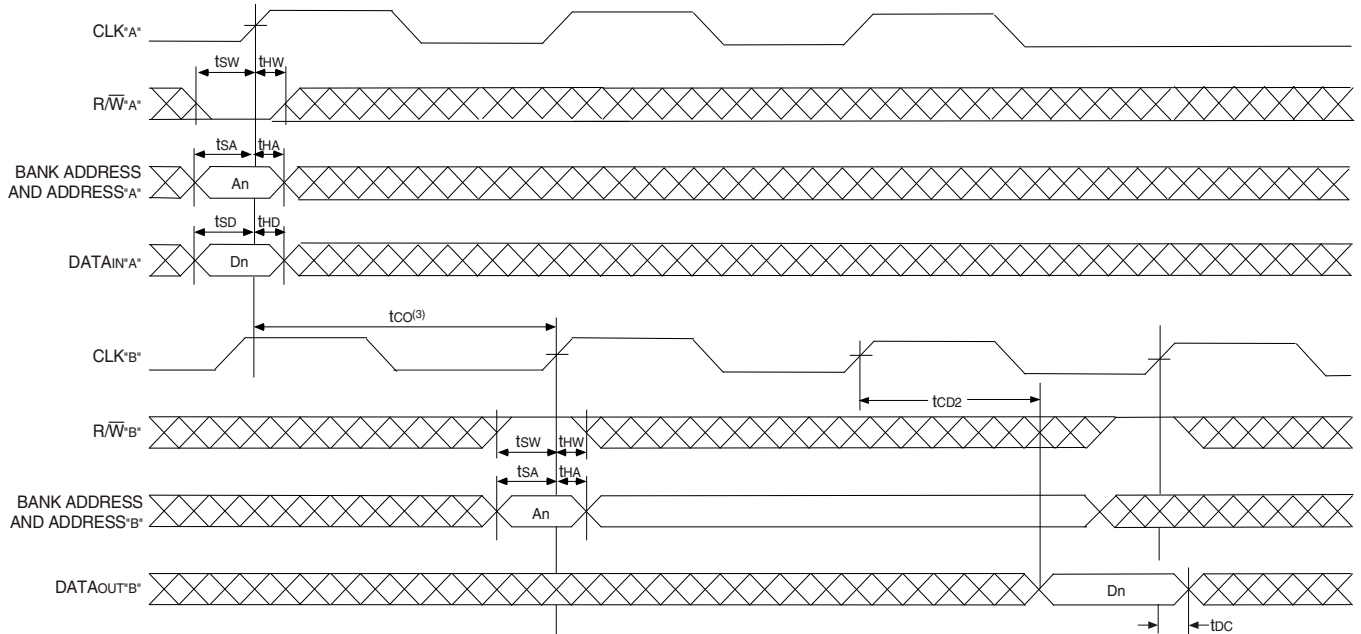 CLK"A"
tSW tHW
R/W̅"A"
tSA tHA
BANK ADDRESS
AND ADDRESS"A"
An
tSD tHD
DATAIN"A"
Dn
tCO(3)
CLK"B"
tCD2
R/W̅"B"
tSW tHW
tSA tHA
BANK ADDRESS
AND ADDRESS"B"
An
DATAOUT"B"
Dn
tDC